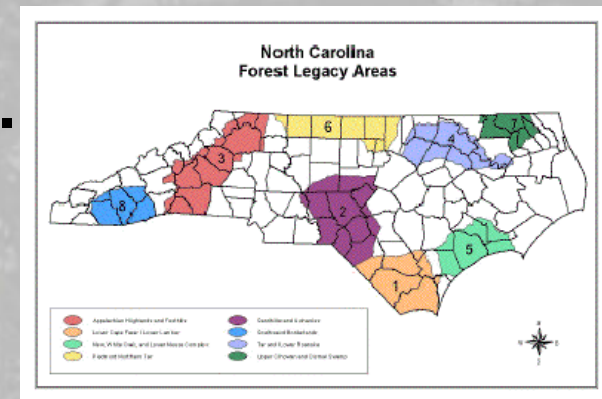 North Carolina
Forest Legacy Areas
6
7
4
3
8
2
5
1
Appalachian Highlands and Foothills
Sandhills and Uwharries
Lower Cape Fear / Lower Lumber
Southwest
New, White Oak, and Lower Neuse Complex
Tar and Lower Roanoke
Piedmont Northern Tier
Upper Chowan and Dismal Swamp